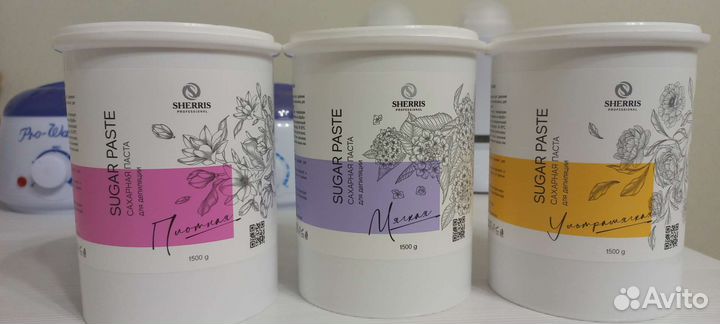 Pro-Wax
SHERRIS
PROFESSIONAL
SUGAR PASTE
САХАРНАЯ ПАСТА
для депиляции
Плотная
1500 g
SHERRIS
PROFESSIONAL
SUGAR PASTE
САХАРНАЯ ПАСТА
для депиляции
Мягкая
1500 g
SHERRIS
PROFESSIONAL
SUGAR PASTE
САХАРНАЯ ПАСТА
для депиляции
Ультрамягкая
1500 g
Avito